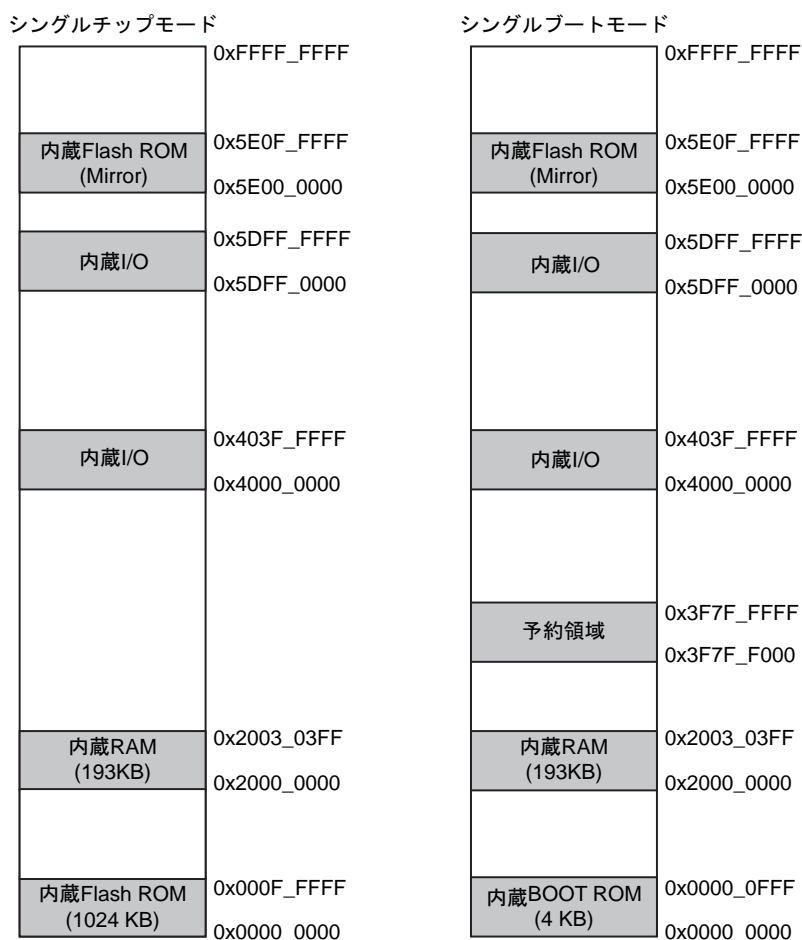 シングルチップモード
0xFFFF_FFFF
内蔵Flash ROM
(Mirror)
0x5E0F_FFFF
0x5E00_0000
内蔵I/O
0x5DFF_FFFF
0x5DFF_0000
内蔵I/O
0x403F_FFFF
0x4000_0000
内蔵RAM
(193KB)
0x2003_03FF
0x2000_0000
内蔵Flash ROM
(1024 KB)
0x000F_FFFF
0x0000_0000
シングルブートモード
0xFFFF_FFFF
内蔵Flash ROM
(Mirror)
0x5E0F_FFFF
0x5E00_0000
内蔵I/O
0x5DFF_FFFF
0x5DFF_0000
内蔵I/O
0x403F_FFFF
0x4000_0000
予約領域
0x3F7F_FFFF
0x3F7F_F000
内蔵RAM
(193KB)
0x2003_03FF
0x2000_0000
内蔵BOOT ROM
(4 KB)
0x0000_0FFF
0x0000_0000